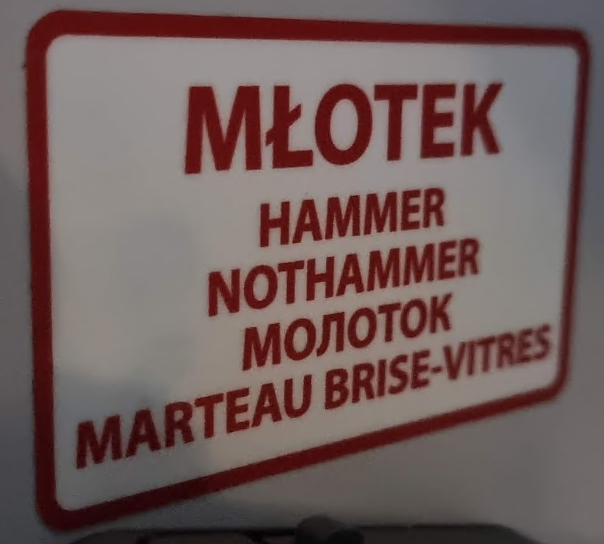 MŁOTEK
HAMMER
NOTHAMMER
МОЛОТОК
MARTEAU BRISE-VITRES